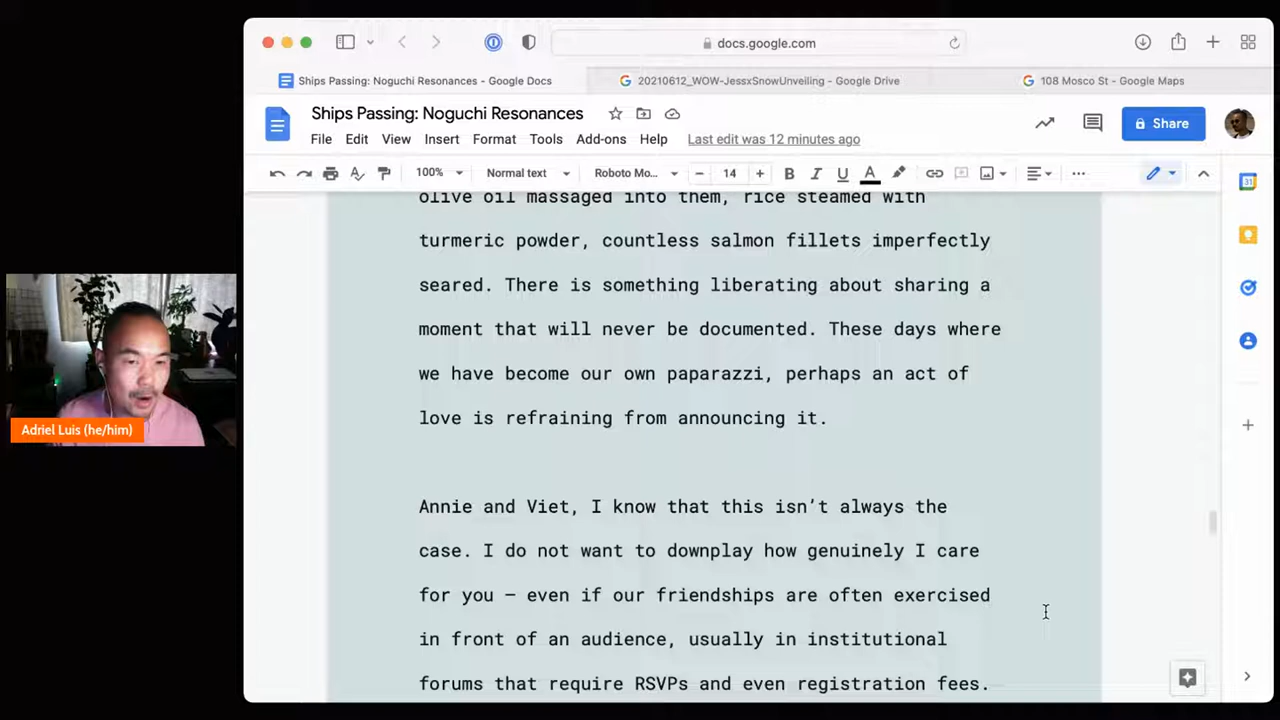 docs.google.com
Ships Passing: Noguchi Resonances - Google Docs
20210612_WOW-JessxSnowUnveiling - Google Drive
108 Mosco St - Google Maps
Ships Passing: Noguchi Resonances
Share
File Edit View Insert Format Tools Add-ons Help Last edit was 12 minutes ago
100% Normal text Roboto Mo... − 14 + B I U A
31
olive oil massaged into them, rice steamed with
turmeric powder, countless salmon fillets imperfectly
seared. There is something liberating about sharing a
moment that will never be documented. These days where
we have become our own paparazzi, perhaps an act of
love is refraining from announcing it.
Annie and Viet, I know that this isn’t always the
case. I do not want to downplay how genuinely I care
for you — even if our friendships are often exercised
in front of an audience, usually in institutional
forums that require RSVPs and even registration fees.
Adriel Luis (he/him)